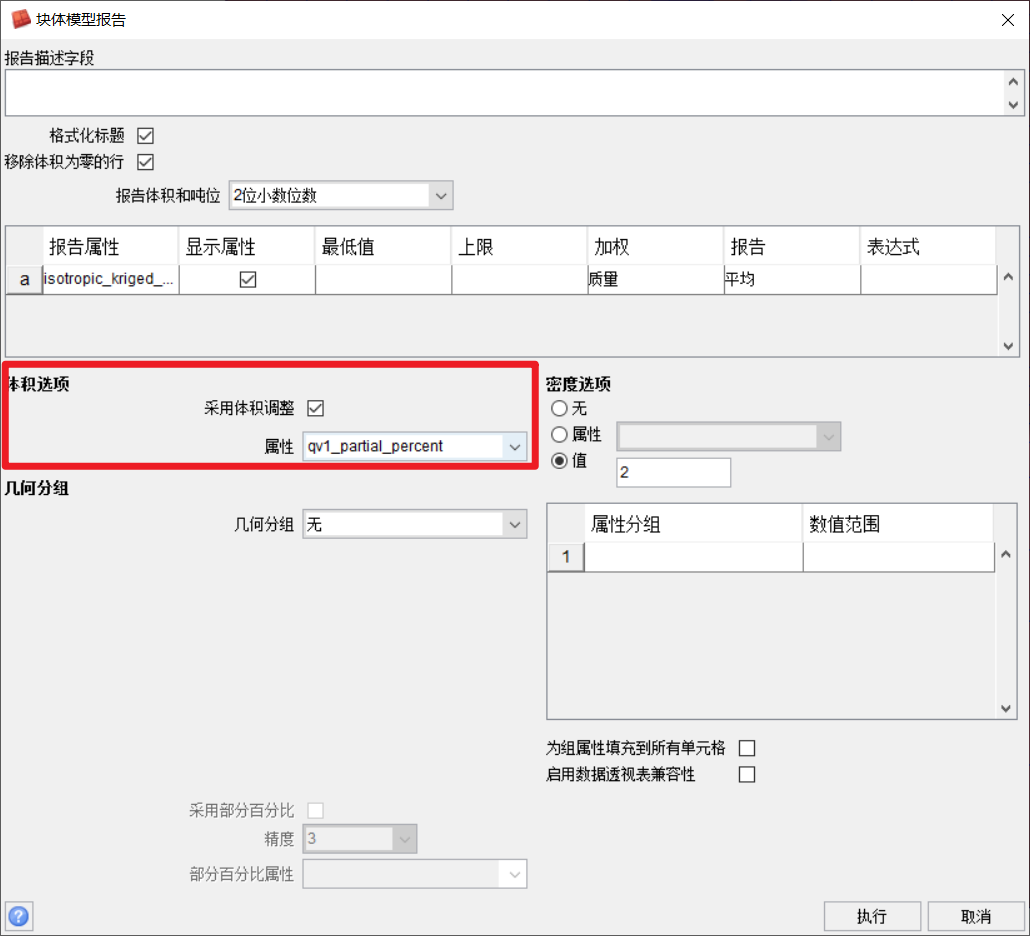 块体模型报告
报告描述字段
格式化标题
移除体积为零的行
报告体积和吨位 2位小数位数
报告属性 显示属性 最低值 上限 加权 报告 表达式
a isotropic_kriged_... 质量 平均
体积选项
采用体积调整
属性 qv1_partial_percent
密度选项
无
属性
值 2
几何分组
几何分组 无
属性分组 数值范围
1
为组属性填充到所有单元格
启用数据透视表兼容性
采用部分百分比
精度 3
部分百分比属性
? 执行 取消